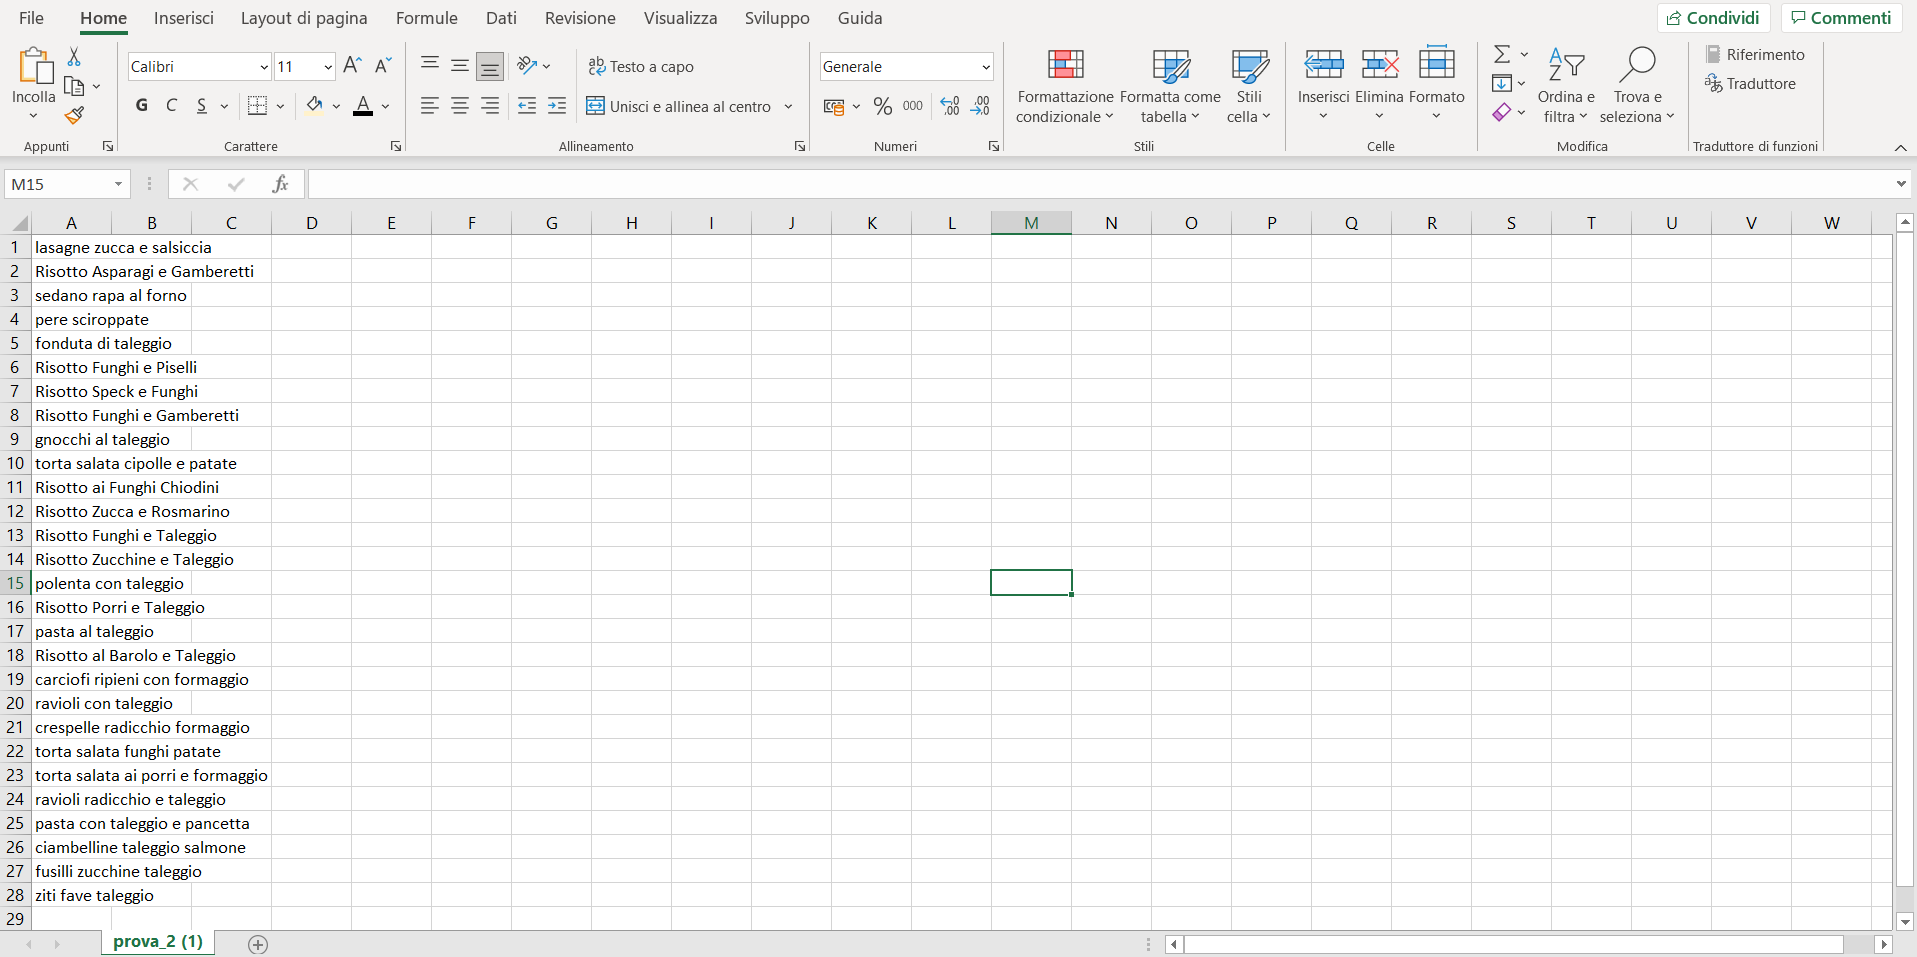 File Home Inserisci Layout di pagina Formule Dati Revisione Visualizza Sviluppo Guida Condividi Commenti
Incolla
Appunti
Calibri 11
G C S
Carattere
Testo a capo
Unisci e allinea al centro
Allineamento
Generale
% 000
Numeri
Formattazione condizionale
Formatta come tabella
Stili cella
Stili
Inserisci Elimina Formato
Celle
Ordina e filtra
Trova e seleziona
Modifica
Riferimento
Traduttore
Traduttore di funzioni
M15 fx
A B C D E F G H I J K L M N O P Q R S T U V W
1 lasagne zucca e salsiccia
2 Risotto Asparagi e Gamberetti
3 sedano rapa al forno
4 pere sciroppate
5 fonduta di taleggio
6 Risotto Funghi e Piselli
7 Risotto Speck e Funghi
8 Risotto Funghi e Gamberetti
9 gnocchi al taleggio
10 torta salata cipolle e patate
11 Risotto ai Funghi Chiodini
12 Risotto Zucca e Rosmarino
13 Risotto Funghi e Taleggio
14 Risotto Zucchine e Taleggio
15 polenta con taleggio
16 Risotto Porri e Taleggio
17 pasta al taleggio
18 Risotto al Barolo e Taleggio
19 carciofi ripieni con formaggio
20 ravioli con taleggio
21 crespelle radicchio formaggio
22 torta salata funghi patate
23 torta salata ai porri e formaggio
24 ravioli radicchio e taleggio
25 pasta con taleggio e pancetta
26 ciambelline taleggio salmone
27 fusilli zucchine taleggio
28 ziti fave taleggio
29
prova_2 (1)